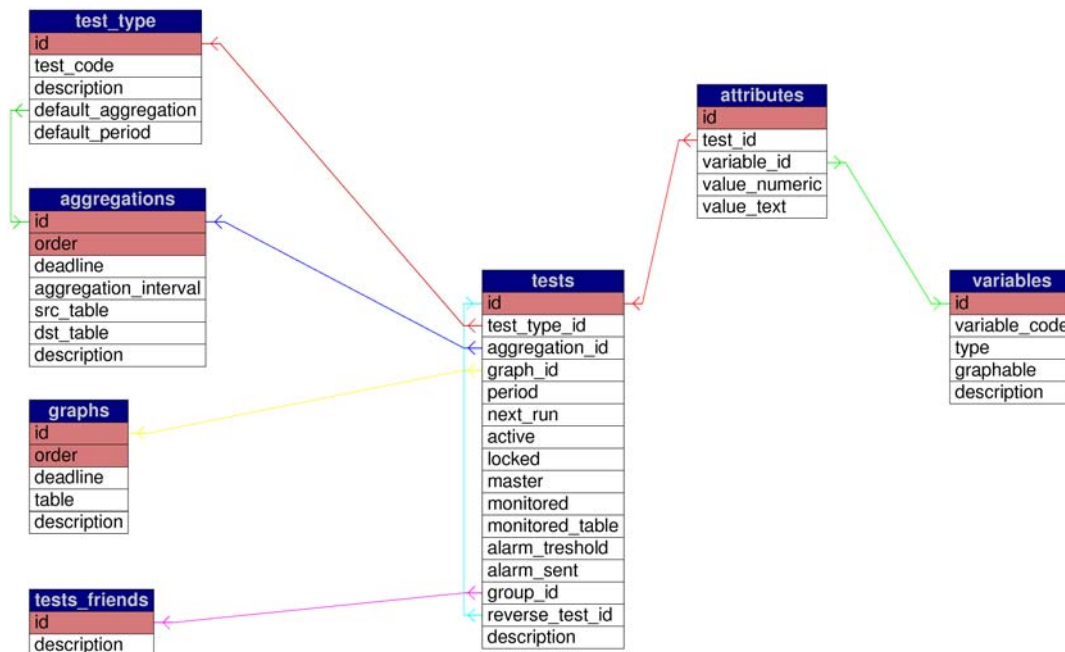 test_type
id
test_code
description
default_aggregation
default_period
aggregations
id
order
deadline
aggregation_interval
src_table
dst_table
description
graphs
id
order
deadline
table
description
tests_friends
id
description
tests
id
test_type_id
aggregation_id
graph_id
period
next_run
active
locked
master
monitored
monitored_table
alarm_treshold
alarm_sent
group_id
reverse_test_id
description
attributes
id
test_id
variable_id
value_numeric
value_text
variables
id
variable_code
type
graphable
description